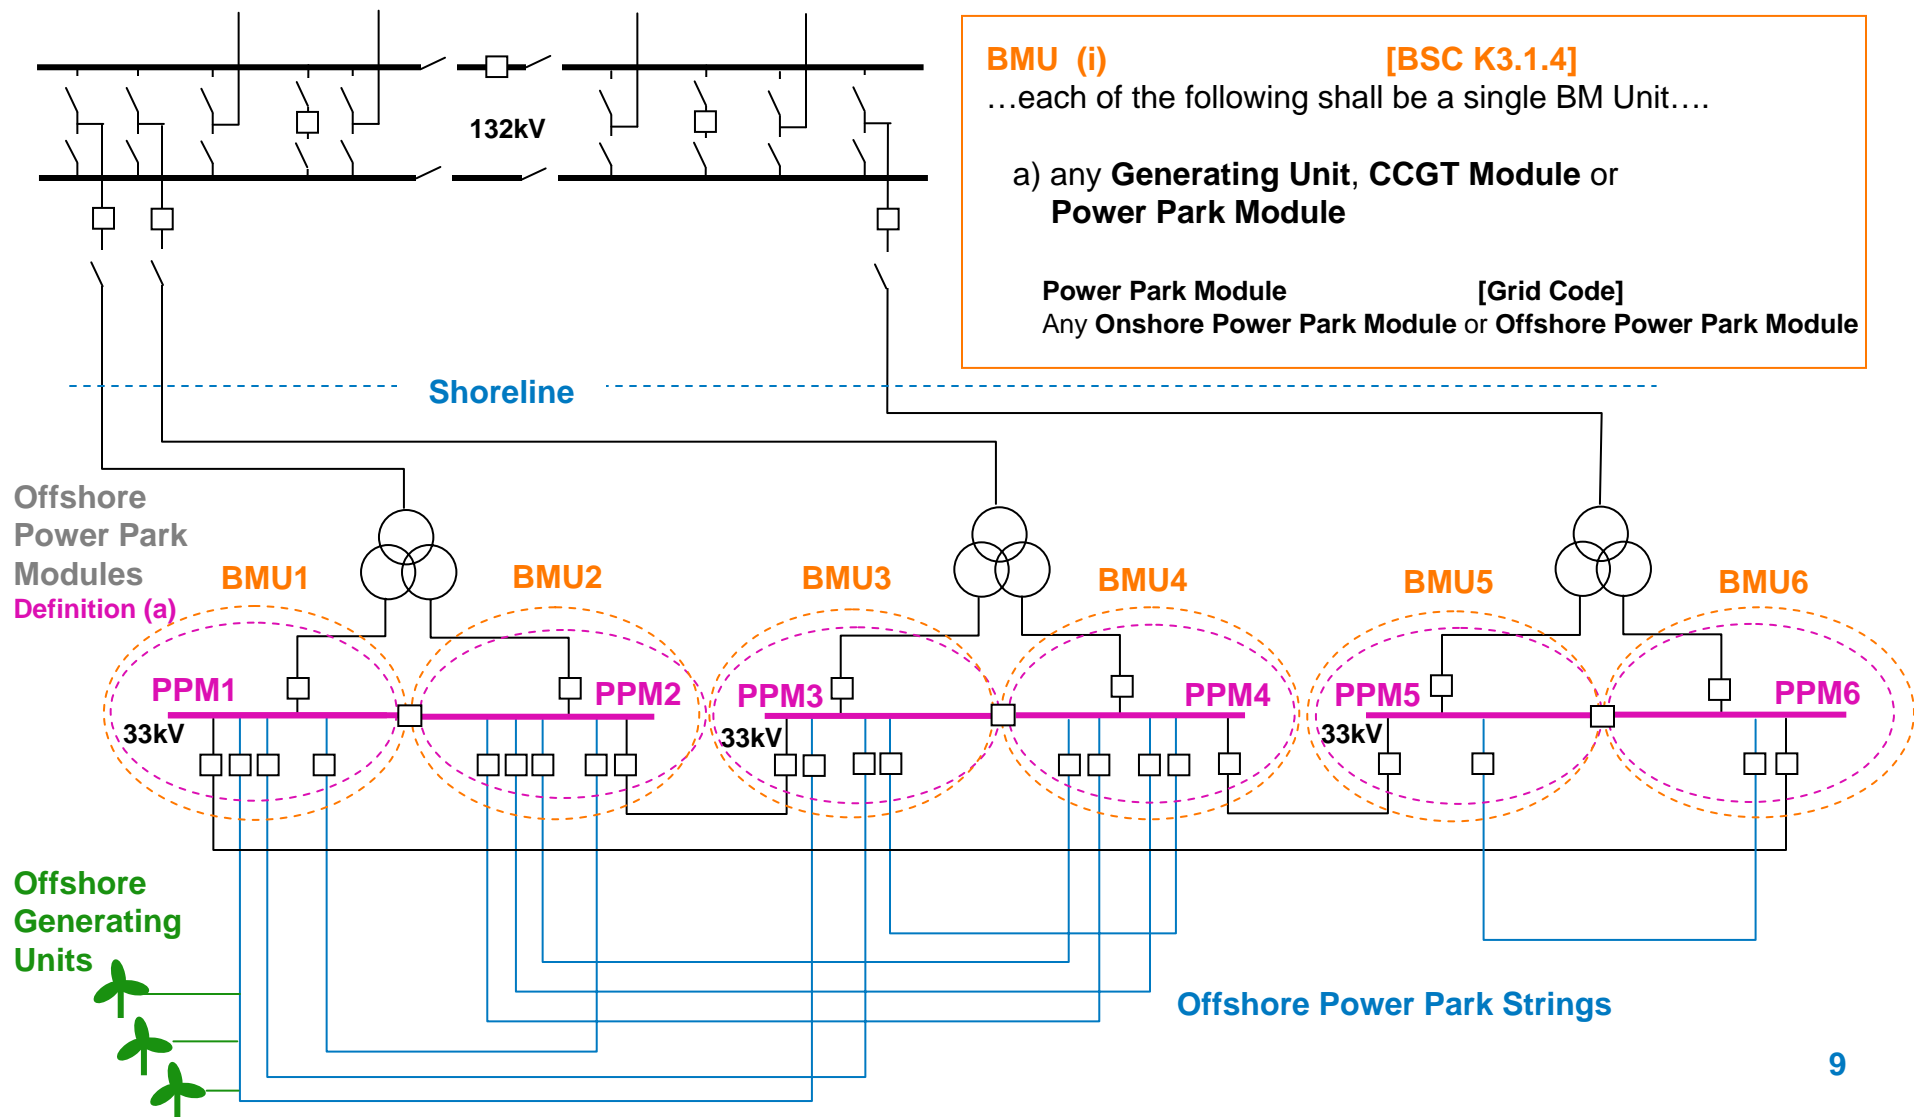 BMU (i) [BSC K3.1.4]
…each of the following shall be a single BM Unit….
a) any Generating Unit, CCGT Module or
Power Park Module
Power Park Module [Grid Code]
Any Onshore Power Park Module or Offshore Power Park Module
132kV
Shoreline
Offshore
Power Park
Modules
Definition (a)
BMU1
BMU2
BMU3
BMU4
BMU5
BMU6
PPM1
PPM2
PPM3
PPM4
PPM5
PPM6
33kV
33kV
33kV
Offshore
Generating
Units
Offshore Power Park Strings
9